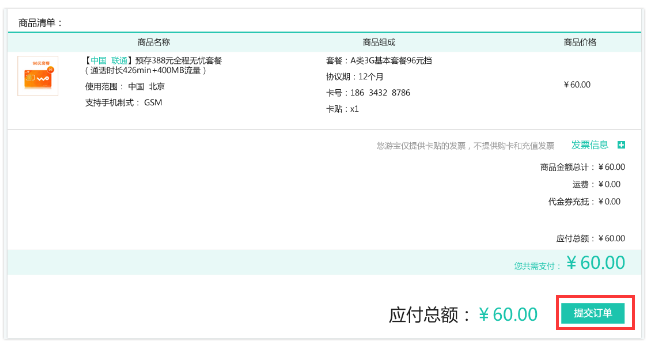 商品清单：
商品名称 商品组成 商品价格
【中国 联通】预存388元全程无忧套餐
（通话时长426min+400MB流量）
使用范围： 中国 北京
支持手机制式： GSM
套餐：A类3G基本套餐96元档
协议期：12个月
卡号：186 3432 8786
卡贴：x1
¥ 60.00
您游宝仅提供卡贴的发票，不提供购卡和充值发票 发票信息
商品金额总计：¥ 60.00
运费：¥ 0.00
代金券充抵：¥ 0.00
应付总额：¥ 60.00
您共需支付：¥ 60.00
应付总额：¥ 60.00 提交订单